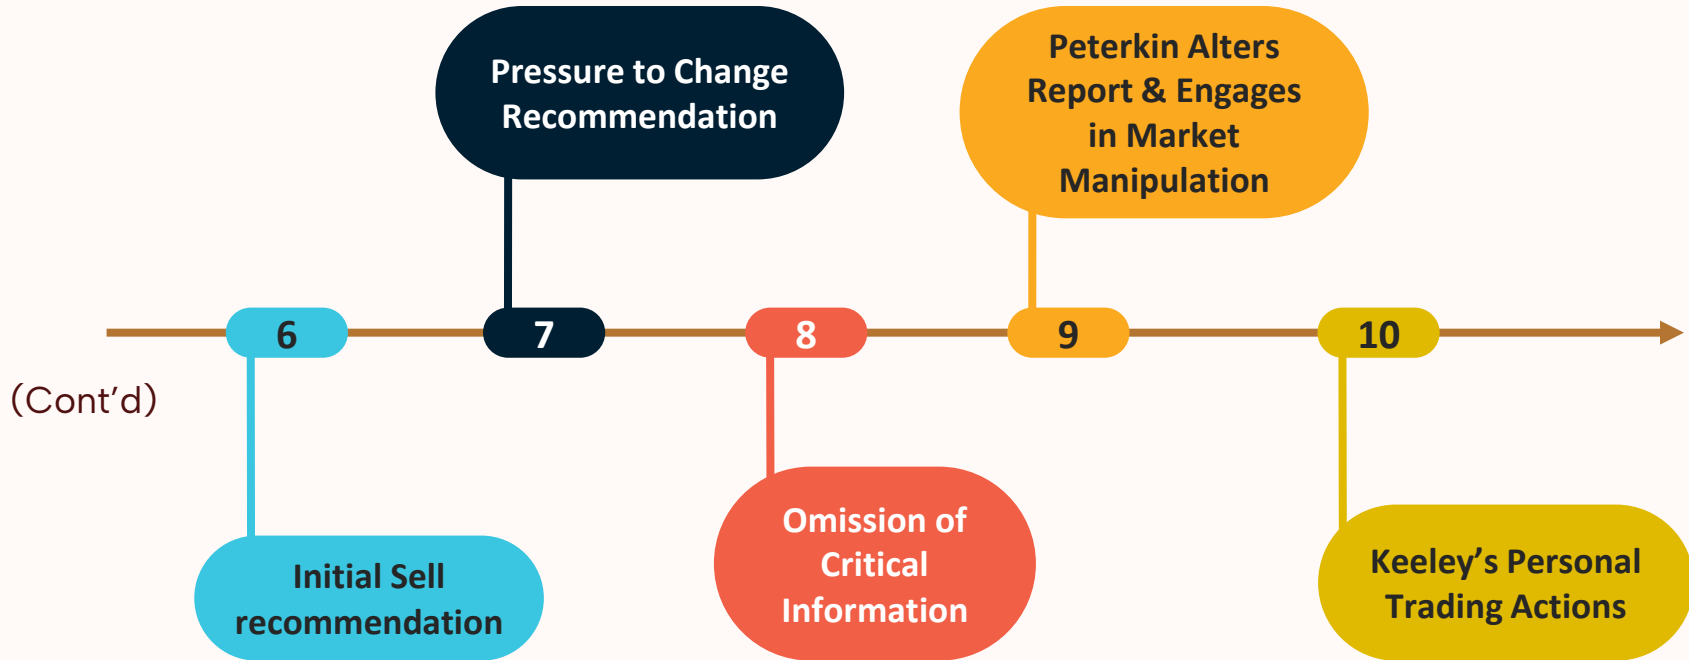 Pressure to Change
Recommendation
Peterkin Alters
Report & Engages
in Market
Manipulation
6
7
8
9
10
(Cont’d)
Initial Sell
recommendation
Omission of
Critical
Information
Keeley’s Personal
Trading Actions